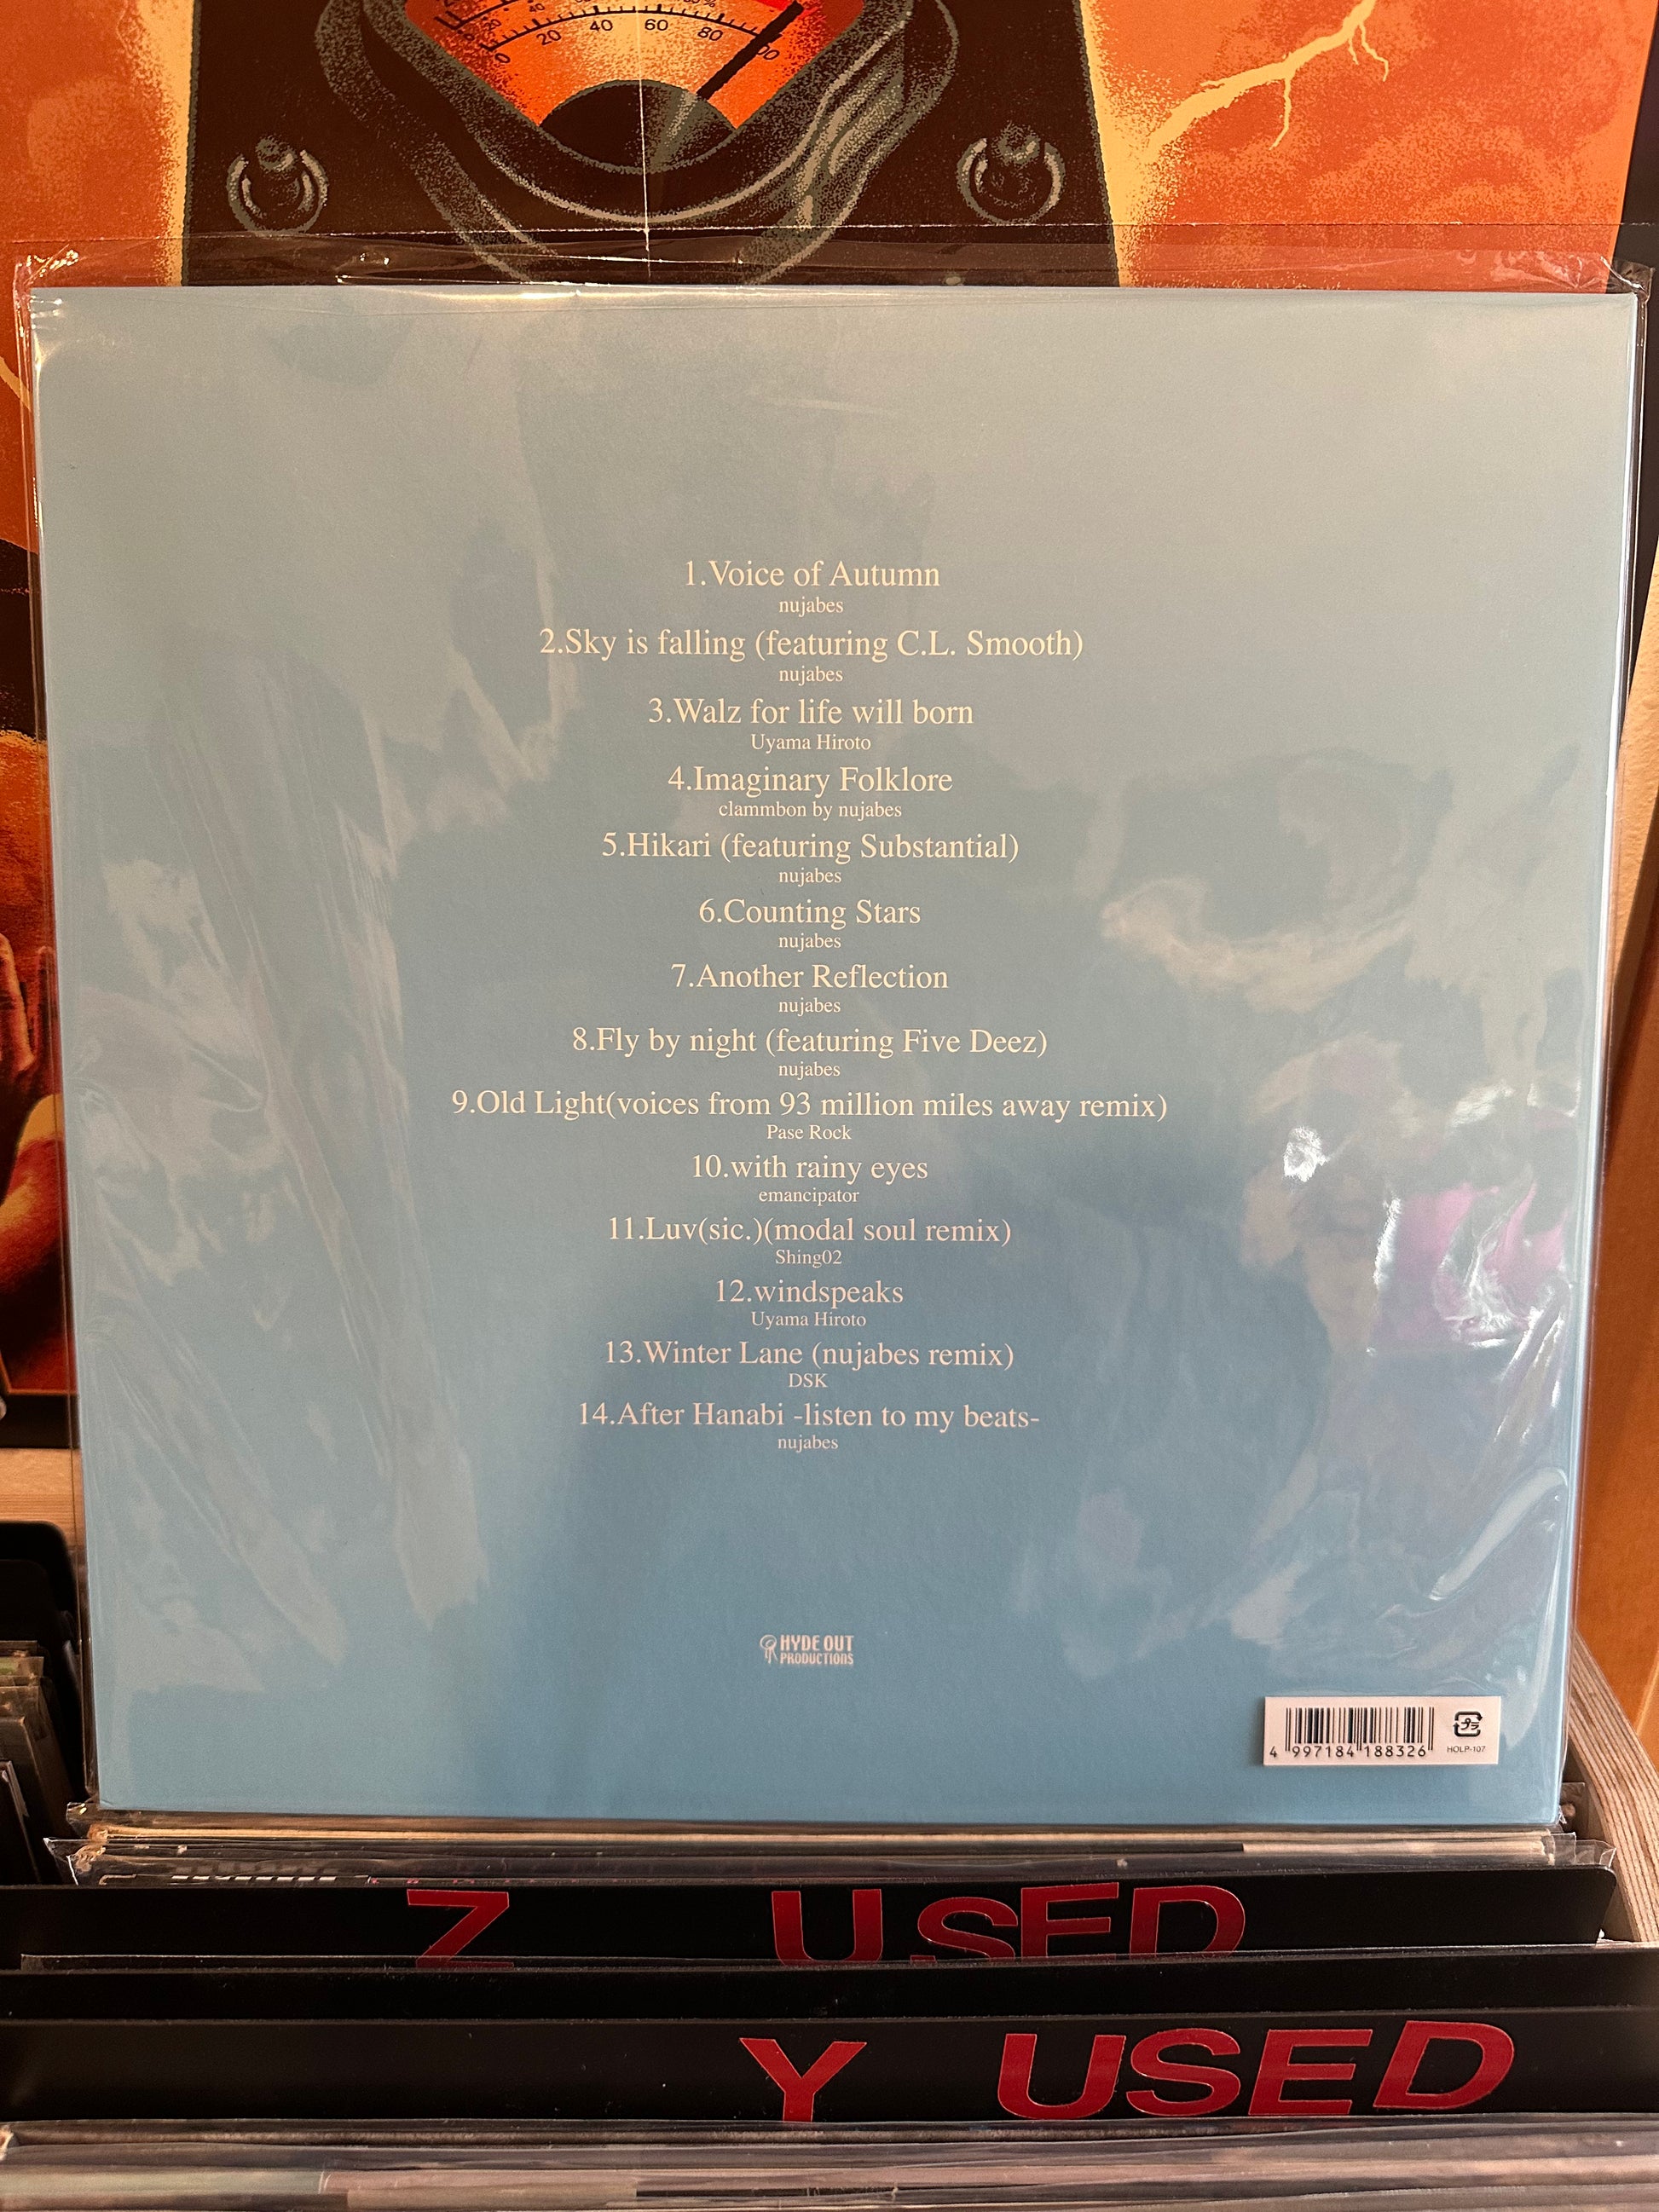 20 40 60 80 100
0
1.Voice of Autumn
nujabes
2.Sky is falling (featuring C.L. Smooth)
nujabes
3.Walz for life will born
Uyama Hiroto
4.Imaginary Folklore
clammbon by nujabes
5.Hikari (featuring Substantial)
nujabes
6.Counting Stars
nujabes
7.Another Reflection
nujabes
8.Fly by night (featuring Five Deez)
nujabes
9.Old Light(voices from 93 million miles away remix)
Pase Rock
10.with rainy eyes
emancipator
11.Luv(sic.)(modal soul remix)
Shing02
12.windspeaks
Uyama Hiroto
13.Winter Lane (nujabes remix)
DSK
14.After Hanabi -listen to my beats-
nujabes
HYDE OUT
PRODUCTIONS
プラ
4 997184 188326
HOLP-107
Z USED
Y USED